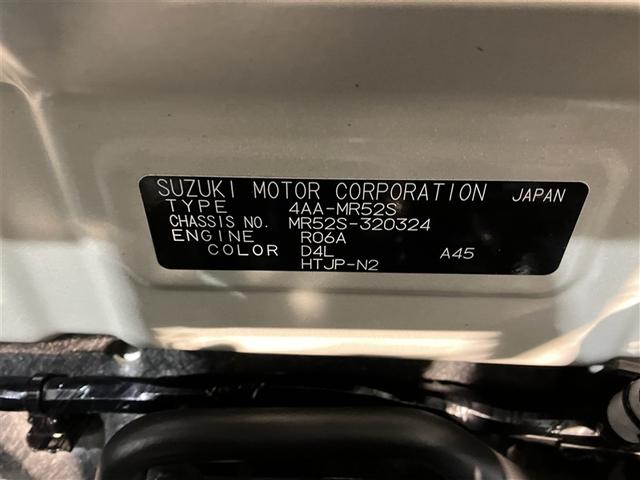 SUZUKI MOTOR CORPORATION JAPAN
TYPE 4AA-MR52S
CHASSIS NO. MR52S-320324
ENGINE R06A
COLOR D4L A45
HTJP-N2